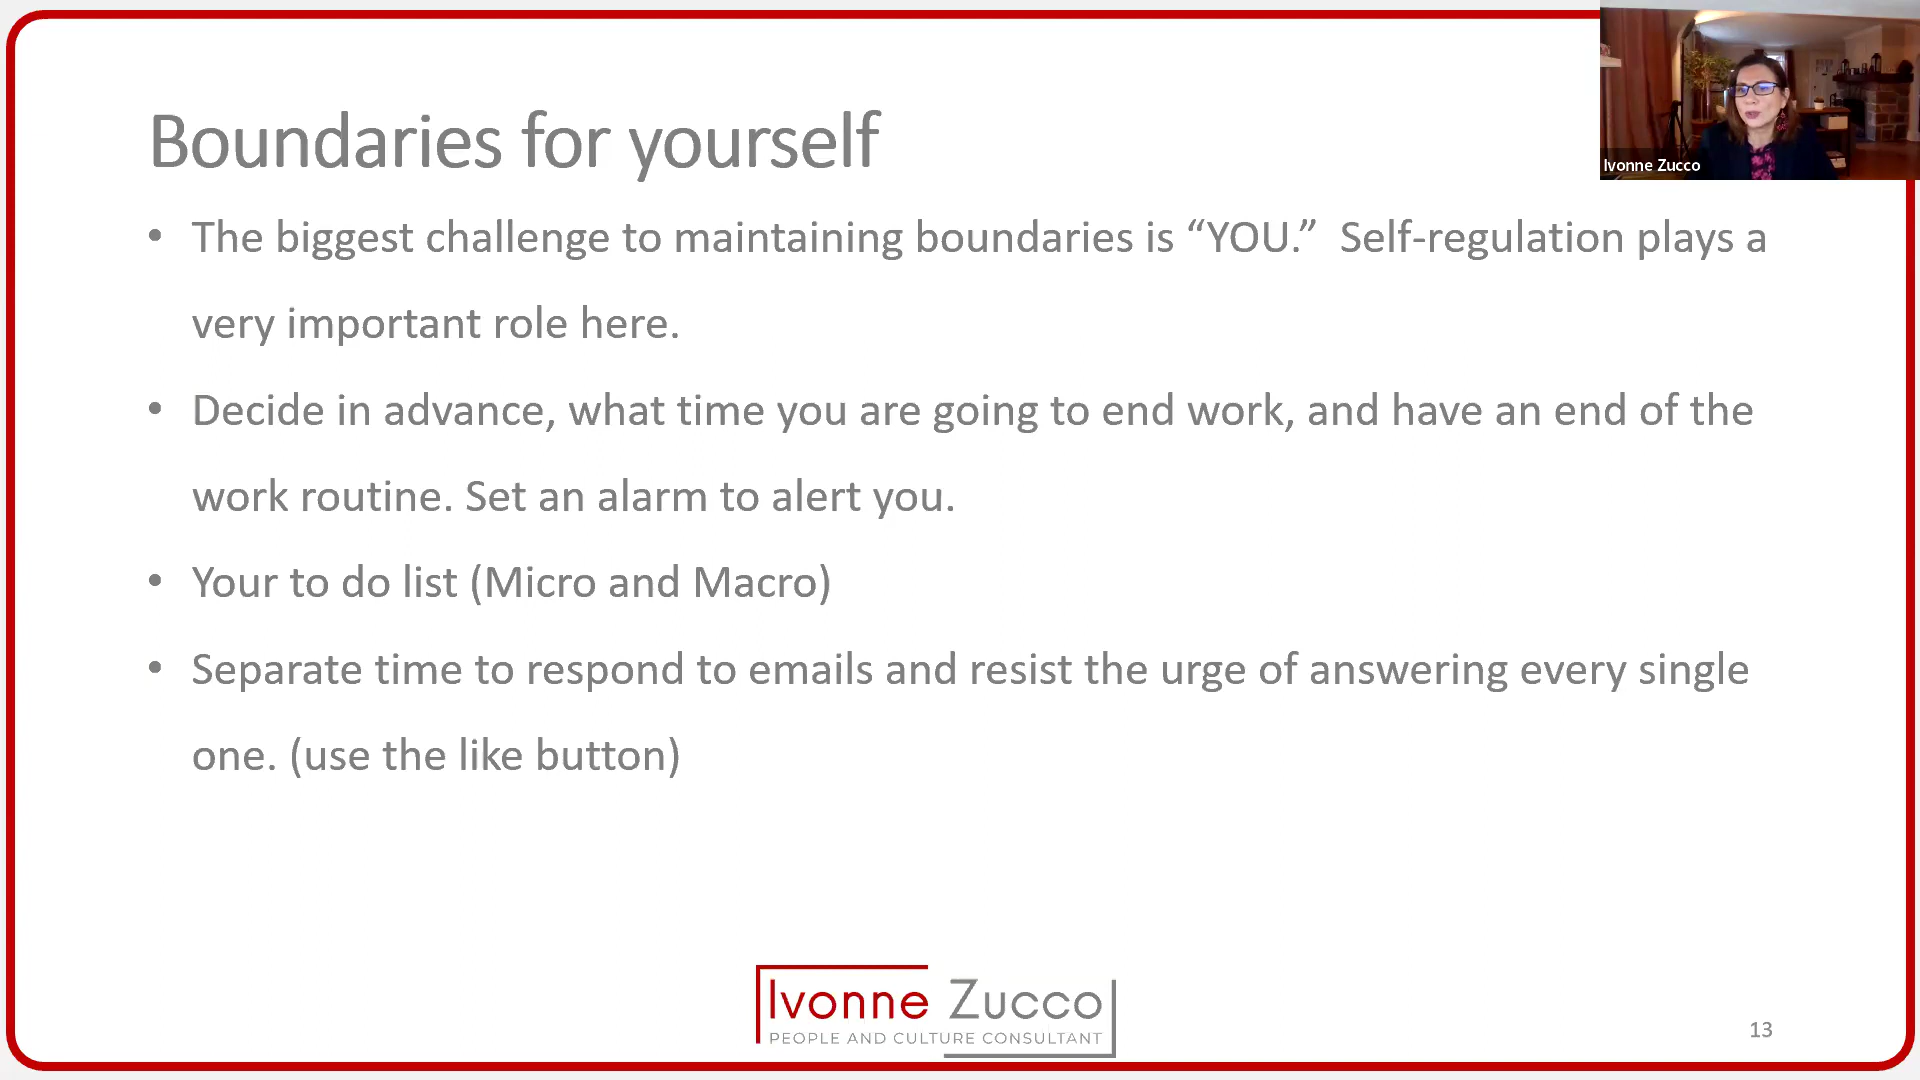 Boundaries for yourself
Ivonne Zucco
• The biggest challenge to maintaining boundaries is “YOU.”  Self-regulation plays a
very important role here.
• Decide in advance, what time you are going to end work, and have an end of the
work routine. Set an alarm to alert you.
• Your to do list (Micro and Macro)
• Separate time to respond to emails and resist the urge of answering every single
one. (use the like button)
Ivonne Zucco
PEOPLE AND CULTURE CONSULTANT
13